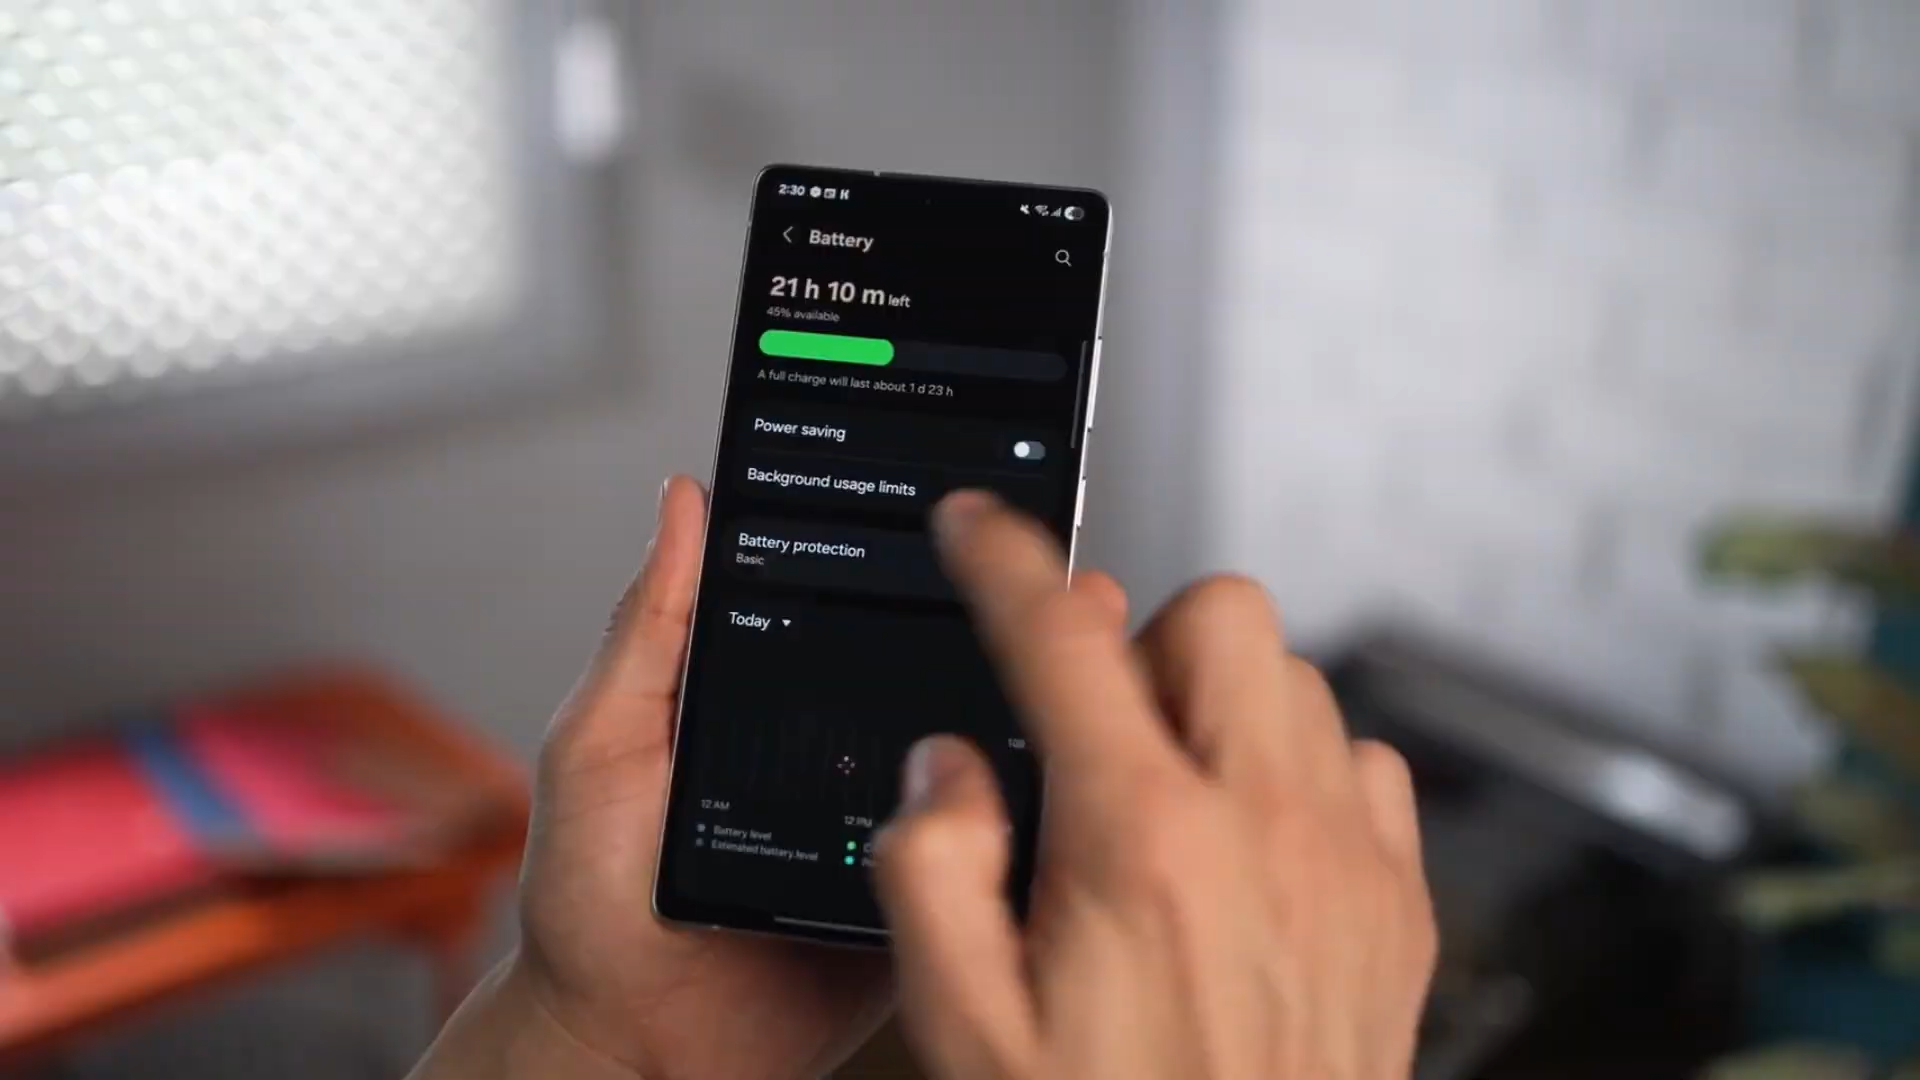 2:30
Battery
21 h 10 m left
45% available
A full charge will last about 1 d 23 h
Power saving
Background usage limits
Battery protection
Basic
Today
100
12 AM
12 PM
Battery level
Estimated battery level